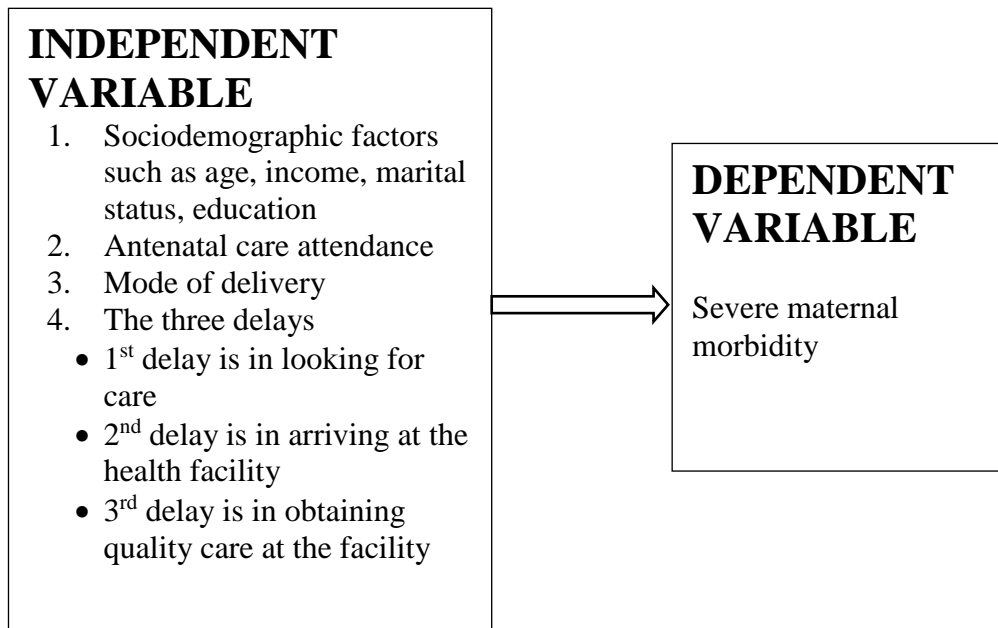 INDEPENDENT
VARIABLE
1. Sociodemographic factors
such as age, income, marital
status, education
2. Antenatal care attendance
3. Mode of delivery
4. The three delays
• 1st delay is in looking for
care
• 2nd delay is in arriving at the
health facility
• 3rd delay is in obtaining
quality care at the facility
DEPENDENT
VARIABLE
Severe maternal
morbidity